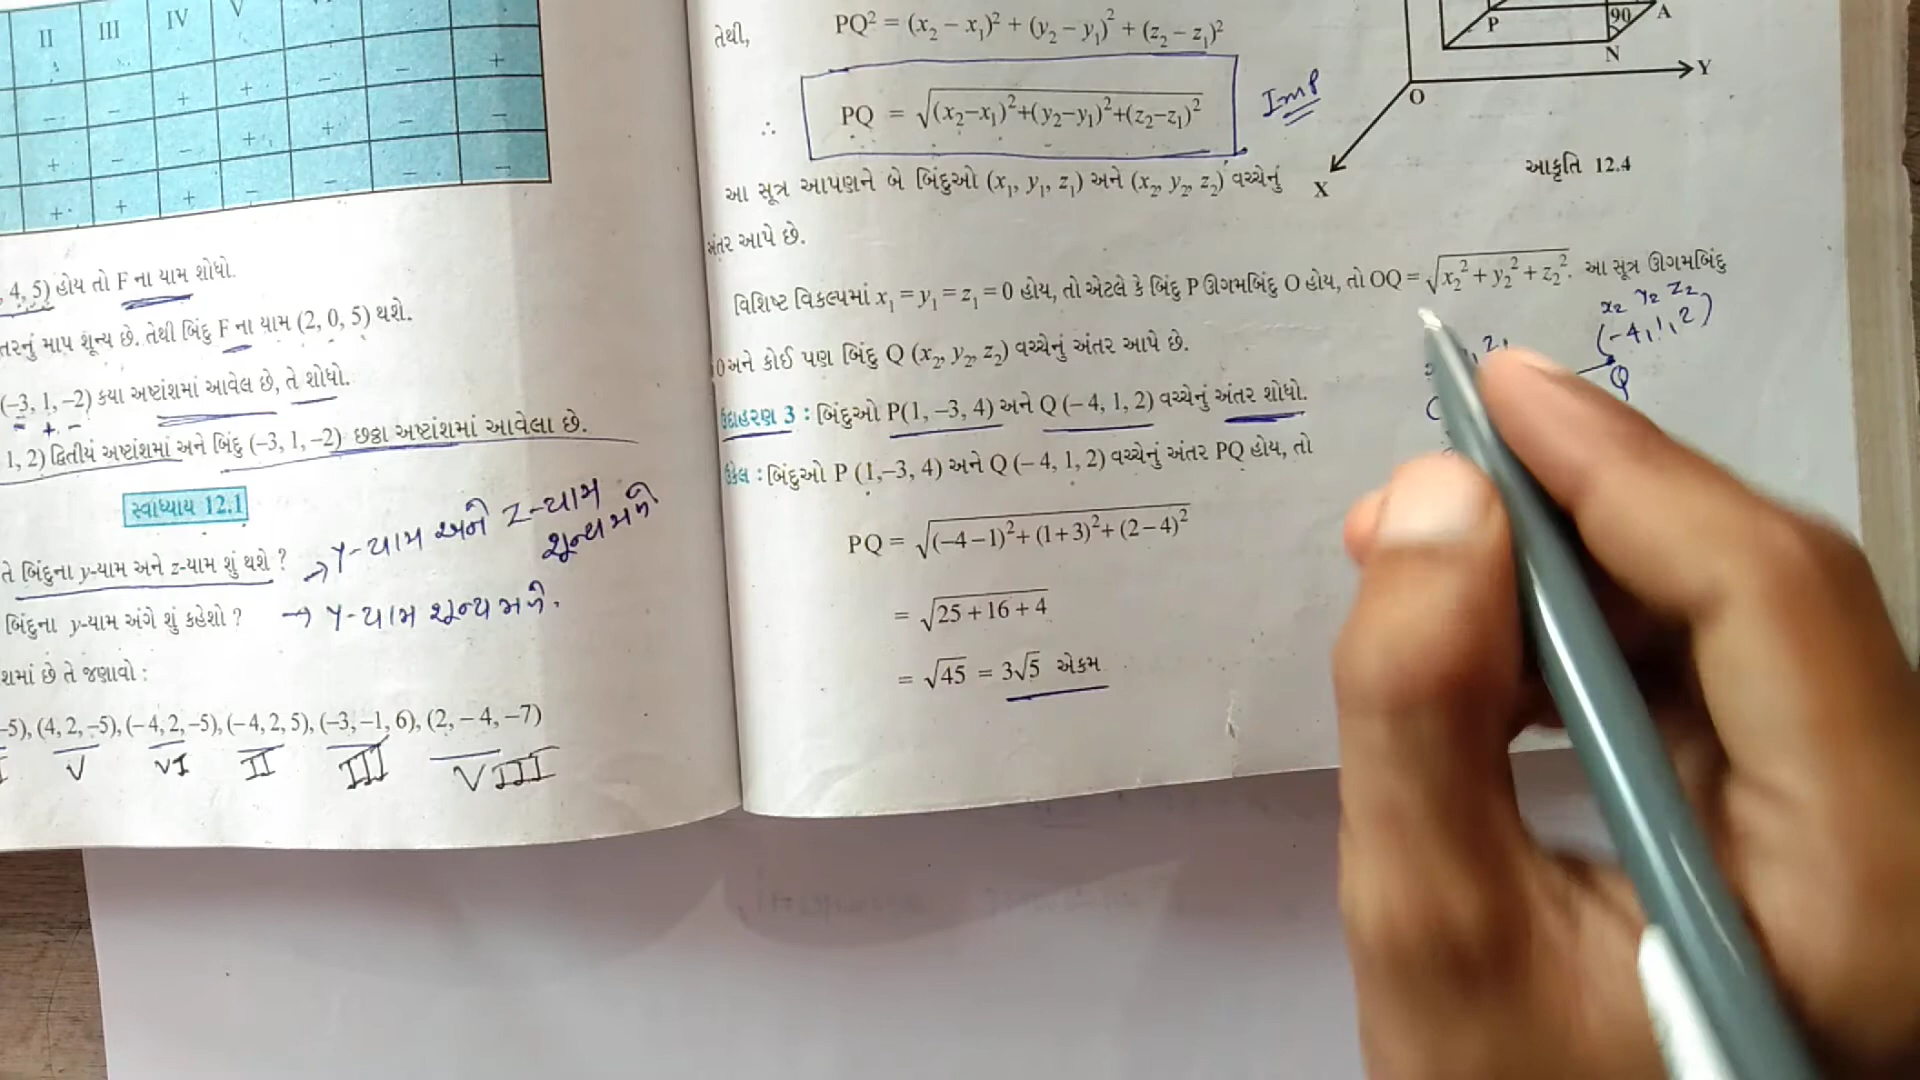 II III IV V
- - + + - - +
+ - - + + - -
+ + + - - - -
4, 5) હોય તો F ના યામ શોધો.
તરનું માપ શૂન્ય છે. તેથી બિંદુ F ના યામ (2, 0, 5) થશે.
(–3, 1, –2) કયા અષ્ટાંશમાં આવેલ છે, તે શોધો.
- + -
1, 2) દ્વિતીય અષ્ટાંશમાં અને બિંદુ (–3, 1, –2) છઠ્ઠા અષ્ટાંશમાં આવેલા છે.
સ્વાધ્યાય 12.1
તે બિંદુના y-યામ અને z-યામ શું થશે ?
→ Y-યામ અને Z-યામ
શૂન્ય મળે
બિંદુના y-યામ અંગે શું કહેશો ?
→ Y-યામ શૂન્ય મળે.
શમાં છે તે જણાવો :
–5), (4, 2, –5), (–4, 2, –5), (–4, 2, 5), (–3, –1, 6), (2, – 4, –7)
V VI II III VIII
તેથી, PQ² = (x₂ – x₁)² + (y₂ – y₁)² + (z₂ – z₁)²
∴ PQ = √(x₂–x₁)²+(y₂–y₁)²+(z₂–z₁)²
Imp
P 90 A
N
Y
O
X
આકૃતિ 12.4
આ સૂત્ર આપણને બે બિંદુઓ (x₁, y₁, z₁) અને (x₂, y₂, z₂) વચ્ચેનું
અંતર આપે છે.
વિશિષ્ટ વિકલ્પમાં x₁ = y₁ = z₁ = 0 હોય, તો એટલે કે બિંદુ P ઊગમબિંદુ O હોય, તો OQ = √x₂² + y₂² + z₂². આ સૂત્ર ઊગમબિંદુ
O અને કોઈ પણ બિંદુ Q (x₂, y₂, z₂) વચ્ચેનું અંતર આપે છે.
x₂ y₂ z₂
(-4, 1, 2)
Q
z₁
ઉદાહરણ 3 : બિંદુઓ P(1, –3, 4) અને Q (– 4, 1, 2) વચ્ચેનું અંતર શોધો.
ઉકેલ : બિંદુઓ P (1,–3, 4) અને Q (– 4, 1, 2) વચ્ચેનું અંતર PQ હોય, તો
PQ = √(–4 –1)²+ (1+3)²+ (2 – 4)²
= √25 + 16 + 4
= √45 = 3√5 એકમ